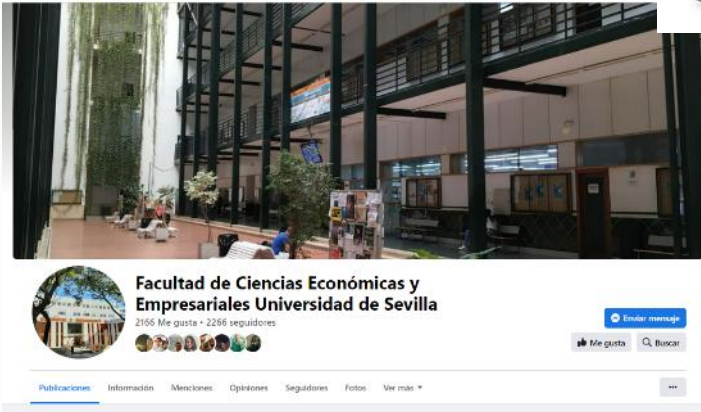 Facultad de Ciencias Económicas y
Empresariales Universidad de Sevilla
2166 Me gusta • 2266 seguidores
Enviar mensaje
Me gusta
Buscar
Publicaciones
Información
Menciones
Opiniones
Seguidores
Fotos
Ver más